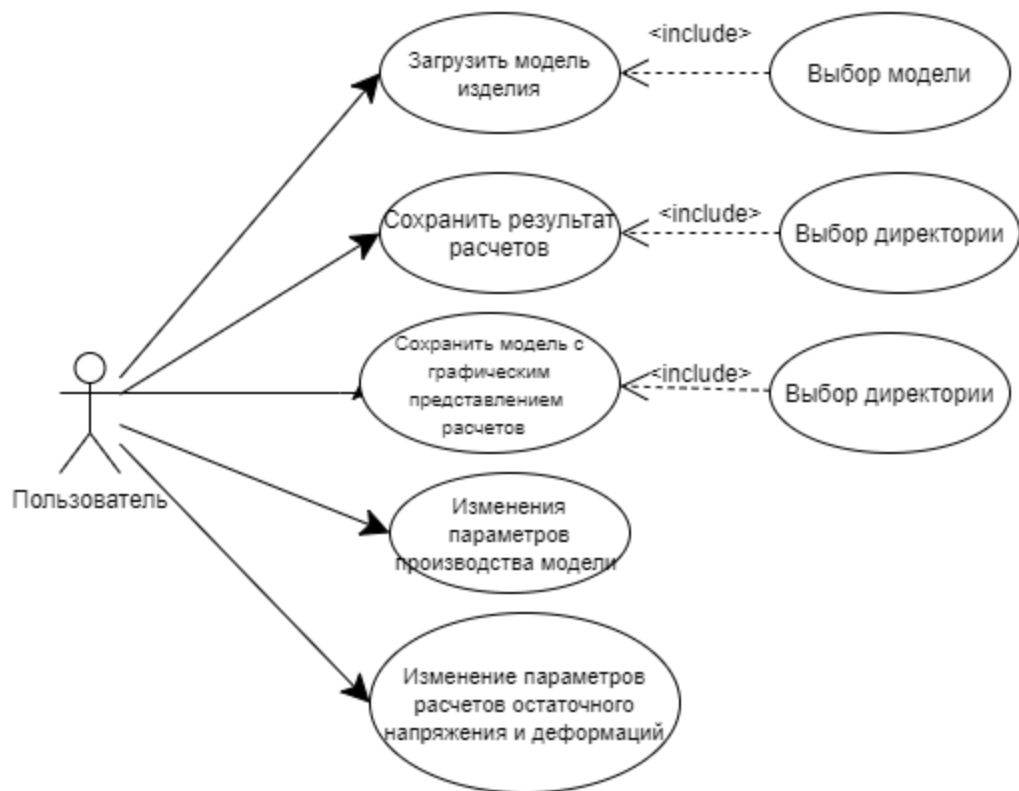 Загрузить модель
изделия
<include>
Выбор модели
Сохранить результат
расчетов
<include>
Выбор директории
Сохранить модель с
графическим
представлением
расчетов
<include>
Выбор директории
Пользователь
Изменения
параметров
производства модели
Изменение параметров
расчетов остаточного
напряжения и деформаций